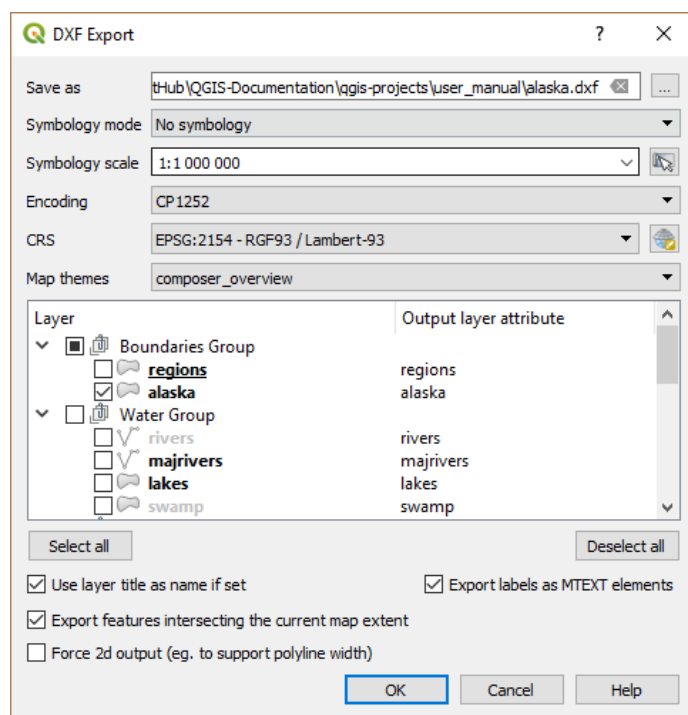 DXF Export
Save as tHub\QGIS-Documentation\qgis-projects\user_manual\alaska.dxf ...
Symbology mode No symbology
Symbology scale 1:1 000 000
Encoding CP1252
CRS EPSG:2154 - RGF93 / Lambert-93
Map themes composer_overview
Layer Output layer attribute
Boundaries Group
regions regions
alaska alaska
Water Group
rivers rivers
majrivers majrivers
lakes lakes
swamp swamp
Select all Deselect all
Use layer title as name if set Export labels as MTEXT elements
Export features intersecting the current map extent
Force 2d output (eg. to support polyline width)
OK Cancel Help